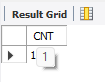 Result Grid
CNT
1
1